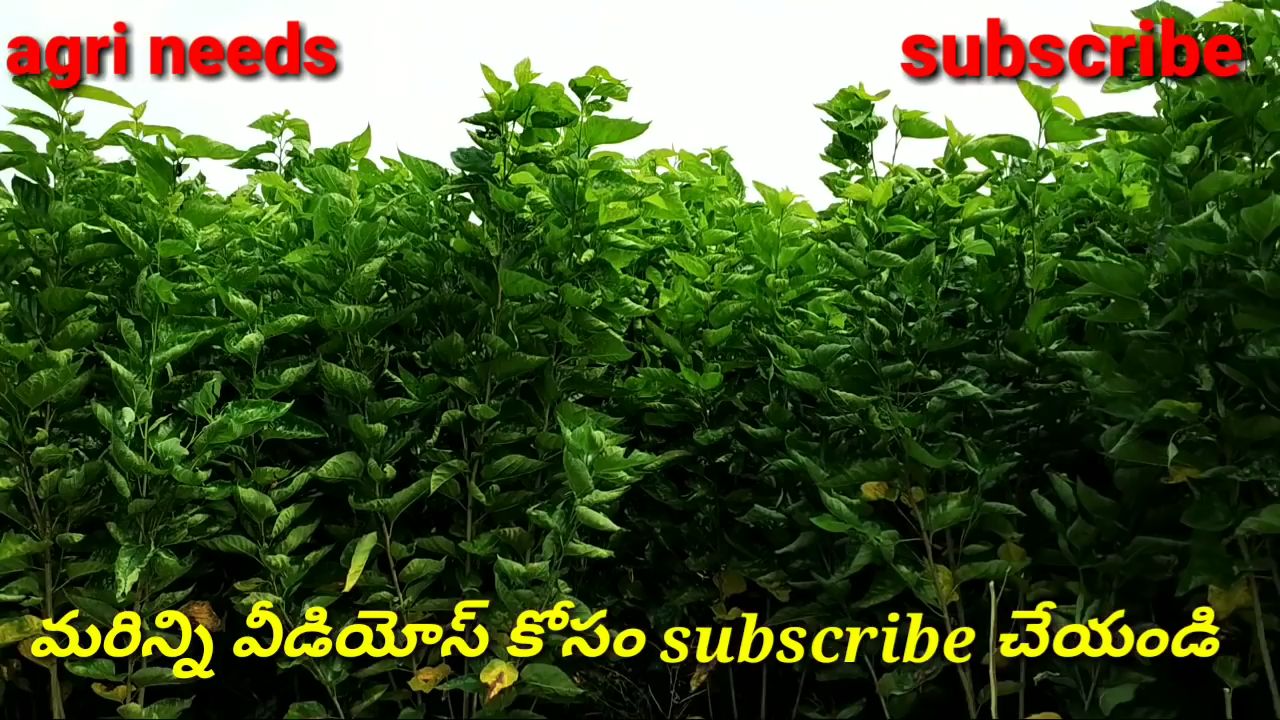 agri needs
subscribe
మరిన్ని వీడియోస్ కోసం subscribe చేయండి